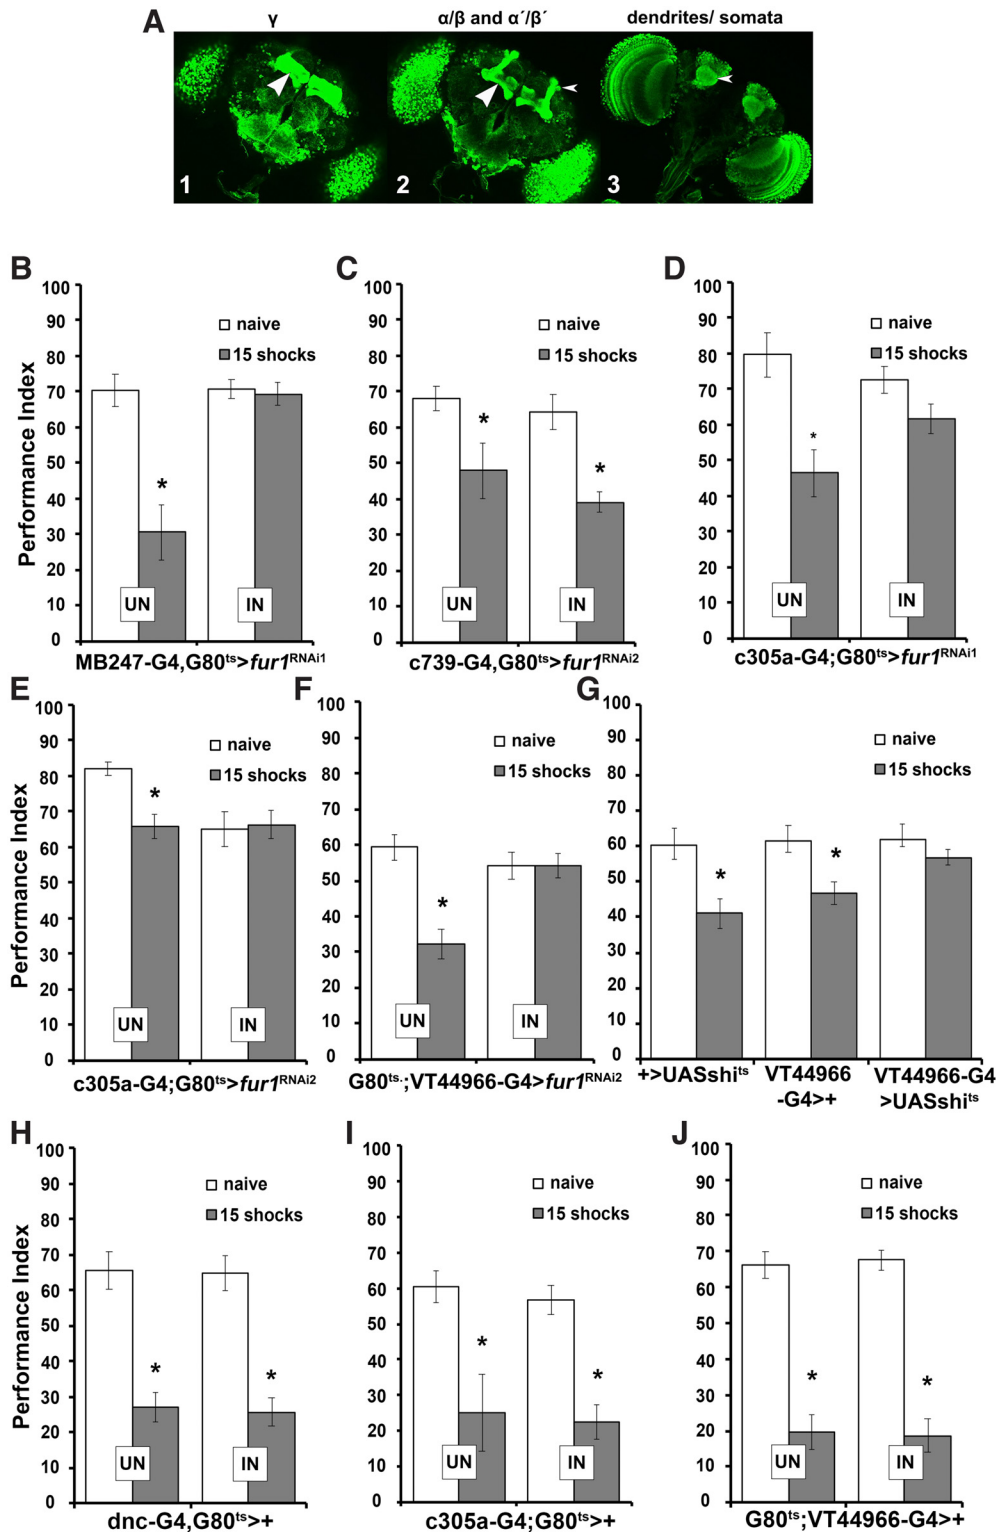 A
γ
α/β and α´/β´
dendrites/ somata
1
2
3
B
Performance Index
100
90
80
70
60
50
40
30
20
10
0
naive
15 shocks
*
UN
IN
MB247-G4,G80ts>fur1RNAi1
C
100
90
80
70
60
50
40
30
20
10
0
naive
15 shocks
*
*
UN
IN
c739-G4,G80ts>fur1RNAi2
D
100
90
80
70
60
50
40
30
20
10
0
naive
15 shocks
*
UN
IN
c305a-G4;G80ts>fur1RNAi1
E
Performance Index
100
90
80
70
60
50
40
30
20
10
0
naive
15 shocks
*
UN
IN
c305a-G4;G80ts>fur1RNAi2
F
100
90
80
70
60
50
40
30
20
10
0
naive
15 shocks
*
UN
IN
G80ts.;VT44966-G4>fur1RNAi2
G
100
90
80
70
60
50
40
30
20
10
0
naive
15 shocks
*
*
+>UASshits
VT44966
-G4>+
VT44966-G4
>UASshits
H
Performance Index
100
90
80
70
60
50
40
30
20
10
0
naive
15 shocks
*
*
UN
IN
dnc-G4,G80ts>+
I
100
90
80
70
60
50
40
30
20
10
0
naive
15 shocks
*
*
UN
IN
c305a-G4;G80ts>+
J
100
90
80
70
60
50
40
30
20
10
0
naive
15 shocks
*
*
UN
IN
G80ts;VT44966-G4>+